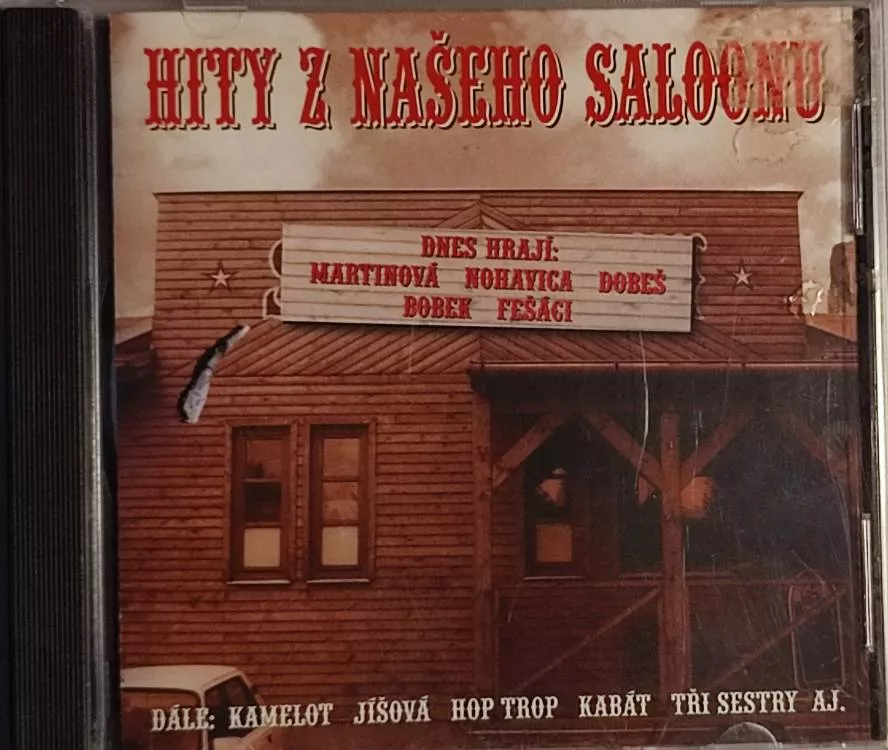 HITY Z NAŠEHO SALOONU
DNES HRAJÍ:
MARTINOVÁ NOHAVICA DOBEŠ
BOBEK FEŠÁCI
DÁLE: KAMELOT JÍŠOVÁ HOP TROP KABÁT TŘI SESTRY AJ.